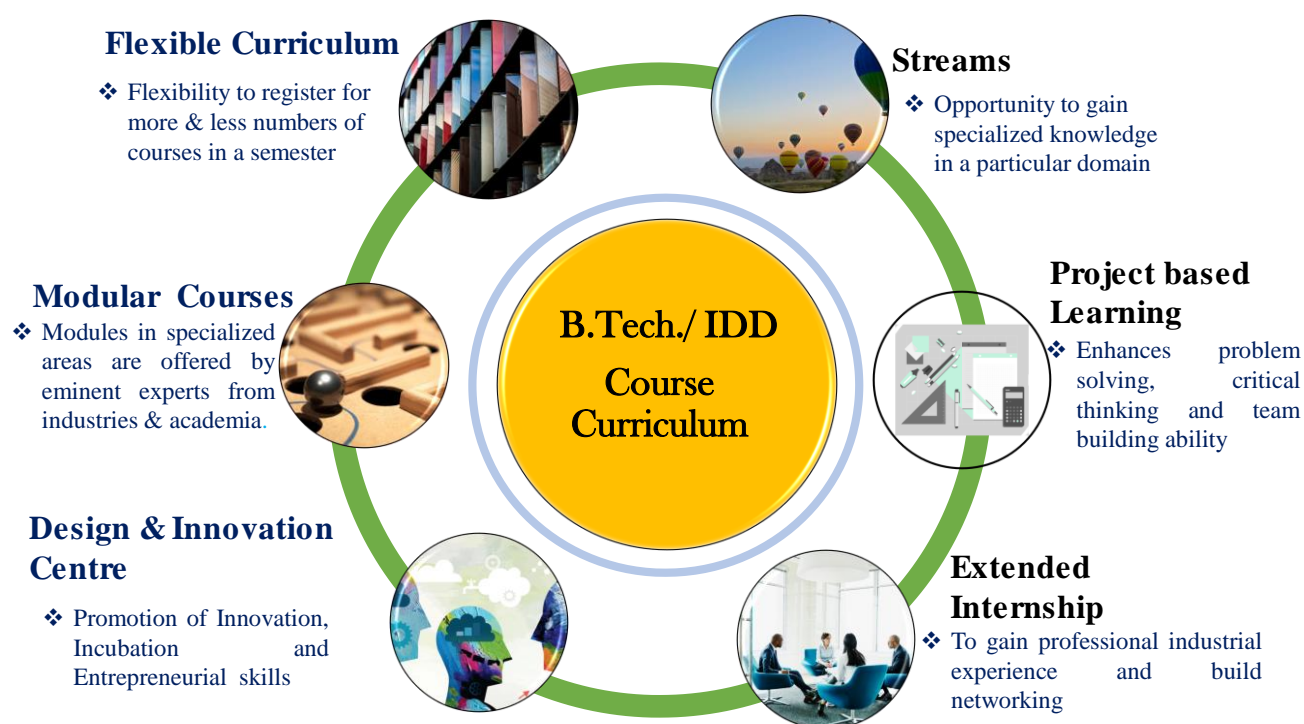 Flexible Curriculum
❖ Flexibility to register for
more & less numbers of
courses in a semester
Streams
❖ Opportunity to gain
specialized knowledge
in a particular domain
Modular Courses
❖ Modules in specialized
areas are offered by
eminent experts from
industries & academia.
B.Tech./ IDD
Course
Curriculum
Project based
Learning
❖ Enhances problem
solving, critical
thinking and team
building ability
Design & Innovation
Centre
❖ Promotion of Innovation,
Incubation and
Entrepreneurial skills
Extended
Internship
❖ To gain professional industrial
experience and build
networking